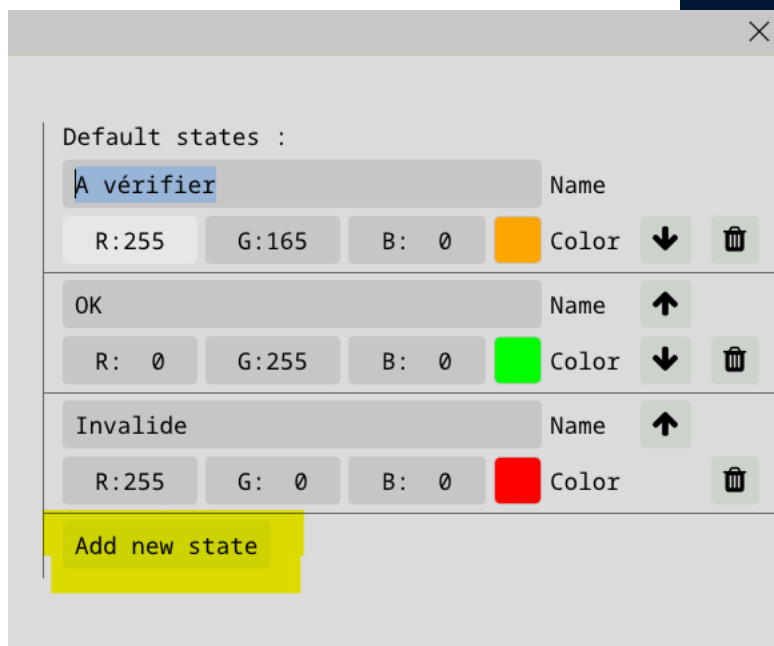 Default states :
A vérifier Name
R:255 G:165 B: 0 Color
OK Name
R: 0 G:255 B: 0 Color
Invalide Name
R:255 G: 0 B: 0 Color
Add new state